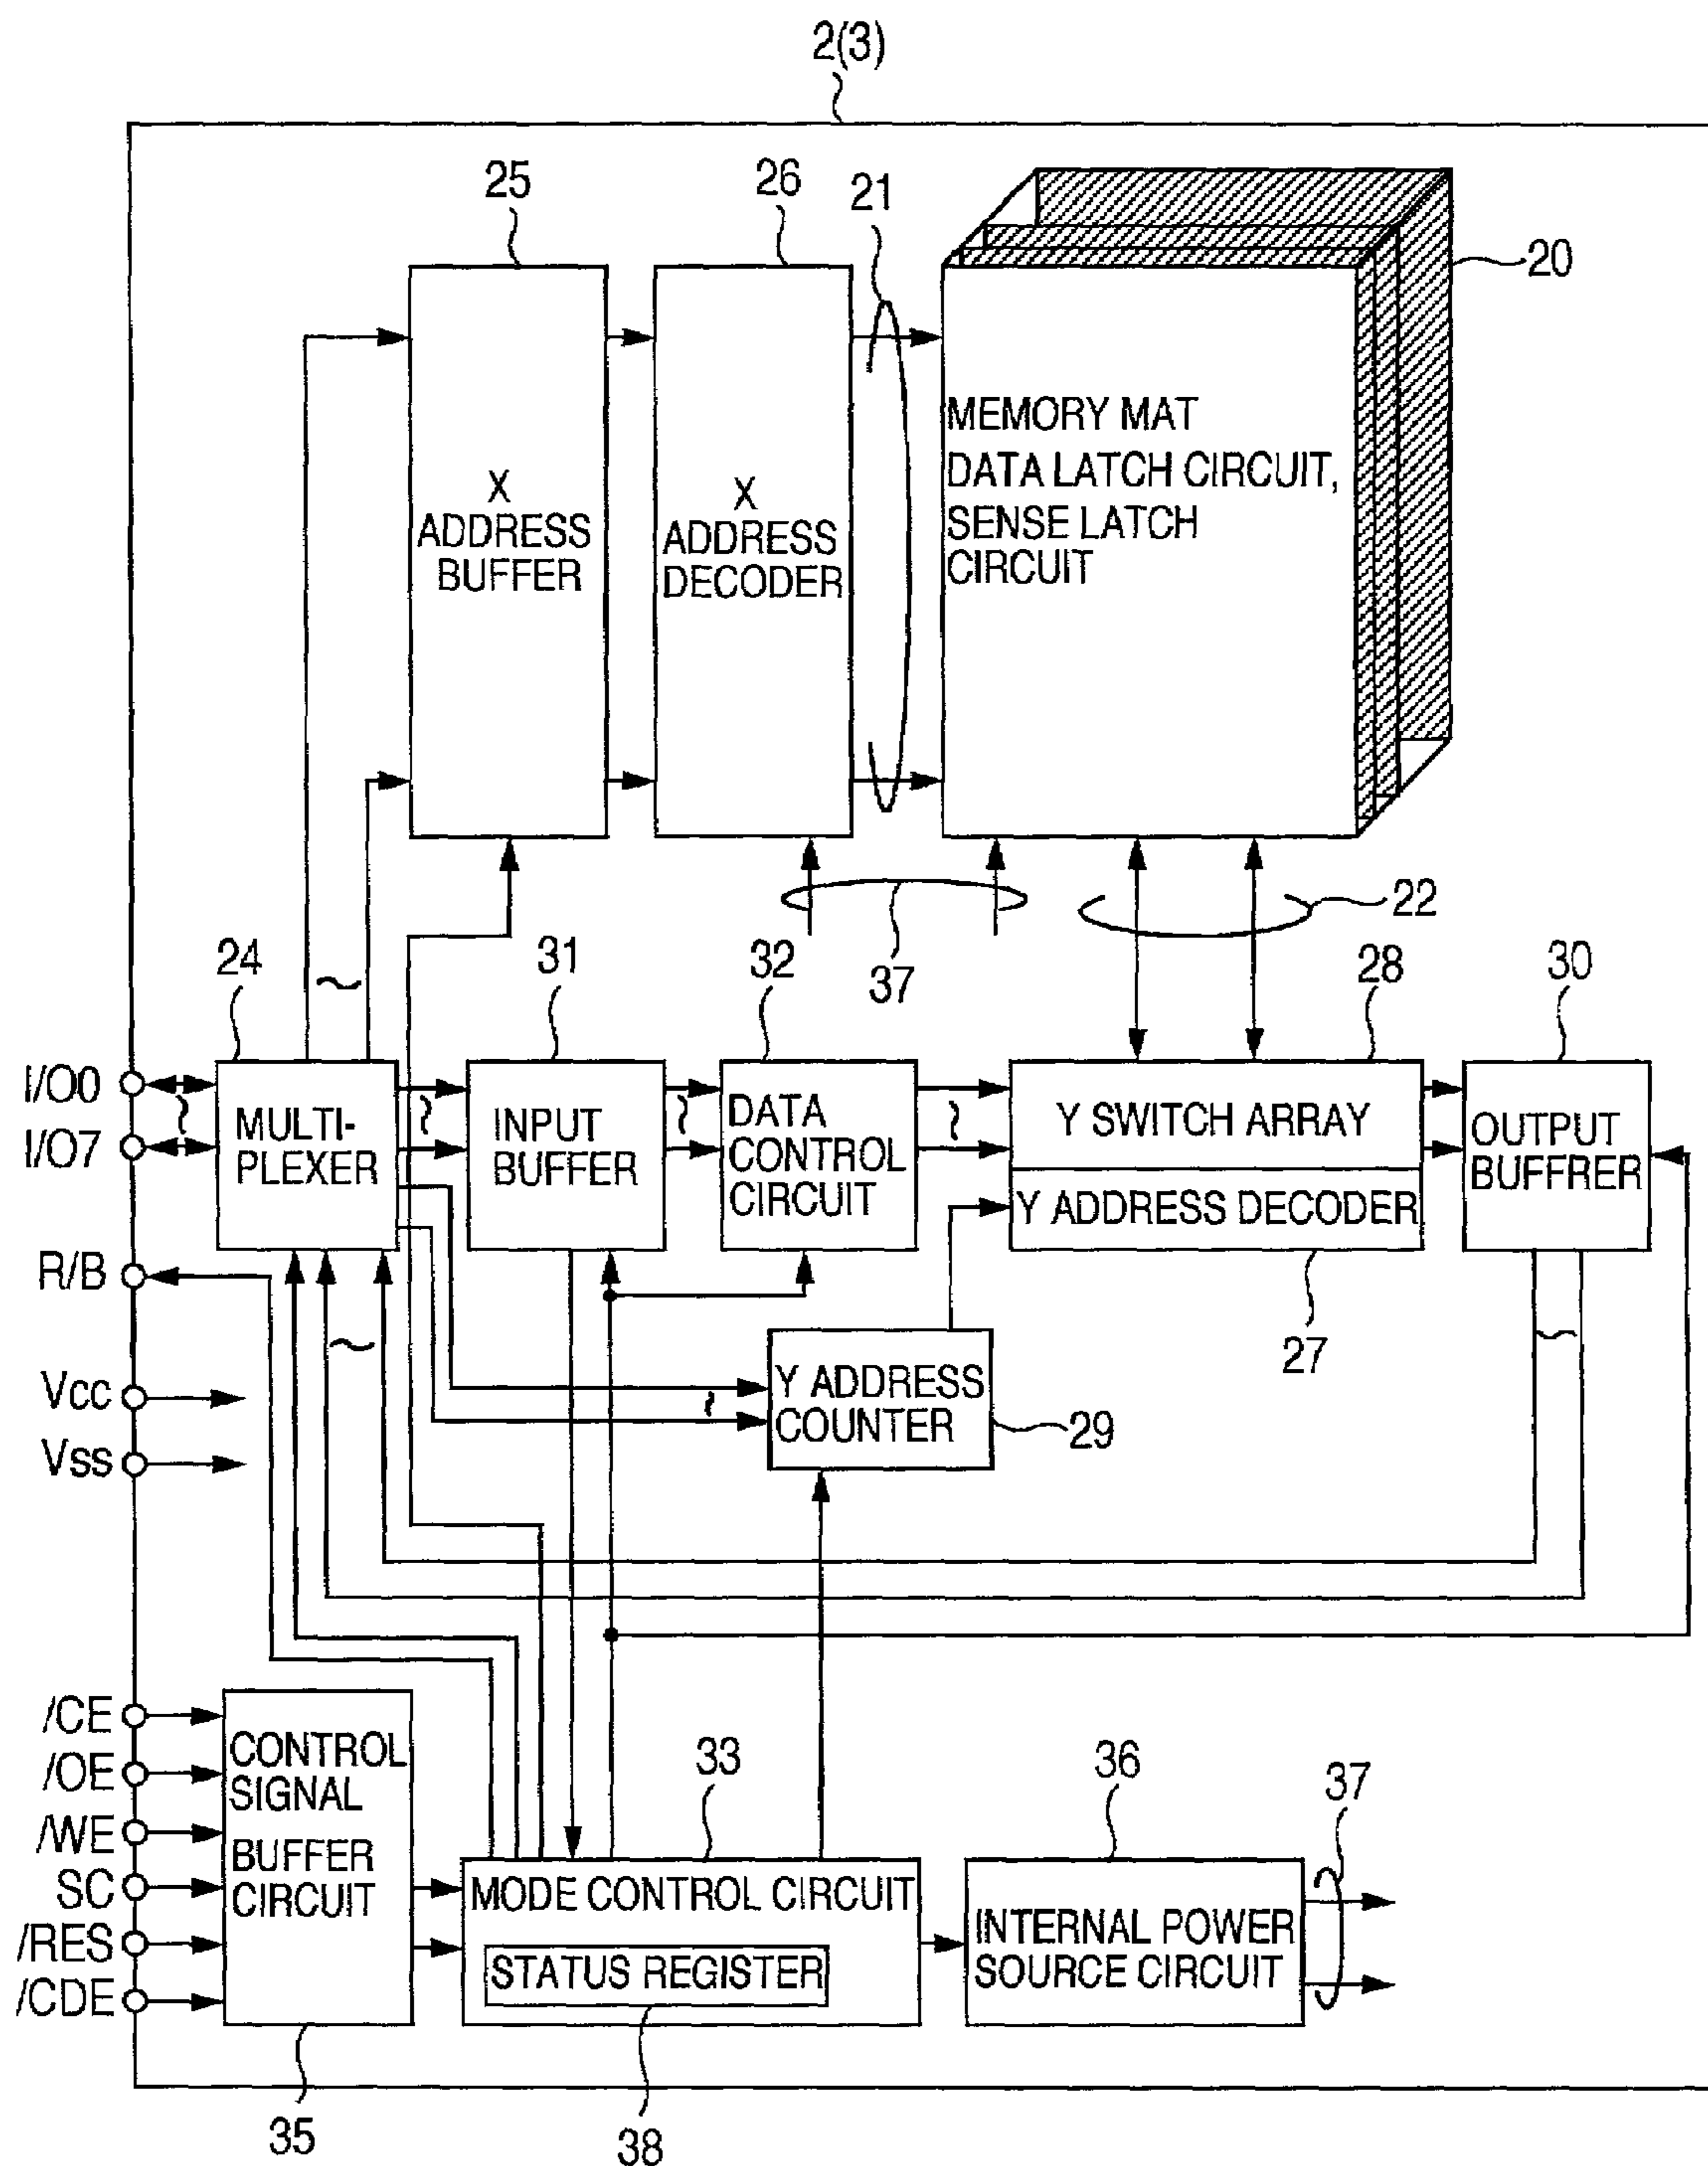 2(3)
25
26
21
20
X
ADDRESS
BUFFER
X
ADDRESS
DECODER
MEMORY MAT
DATA LATCH CIRCUIT,
SENSE LATCH
CIRCUIT
37
22
24
31
32
28
30
I/O0
I/O7
MULTI-
PLEXER
INPUT
BUFFER
DATA
CONTROL
CIRCUIT
Y SWITCH ARRAY
Y ADDRESS DECODER
OUTPUT
BUFFRER
R/B
27
Vcc
Vss
Y ADDRESS
COUNTER
29
/CE
/OE
/WE
SC
/RES
/CDE
CONTROL
SIGNAL
BUFFER
CIRCUIT
33
36
37
MODE CONTROL CIRCUIT
STATUS REGISTER
INTERNAL POWER
SOURCE CIRCUIT
35
38